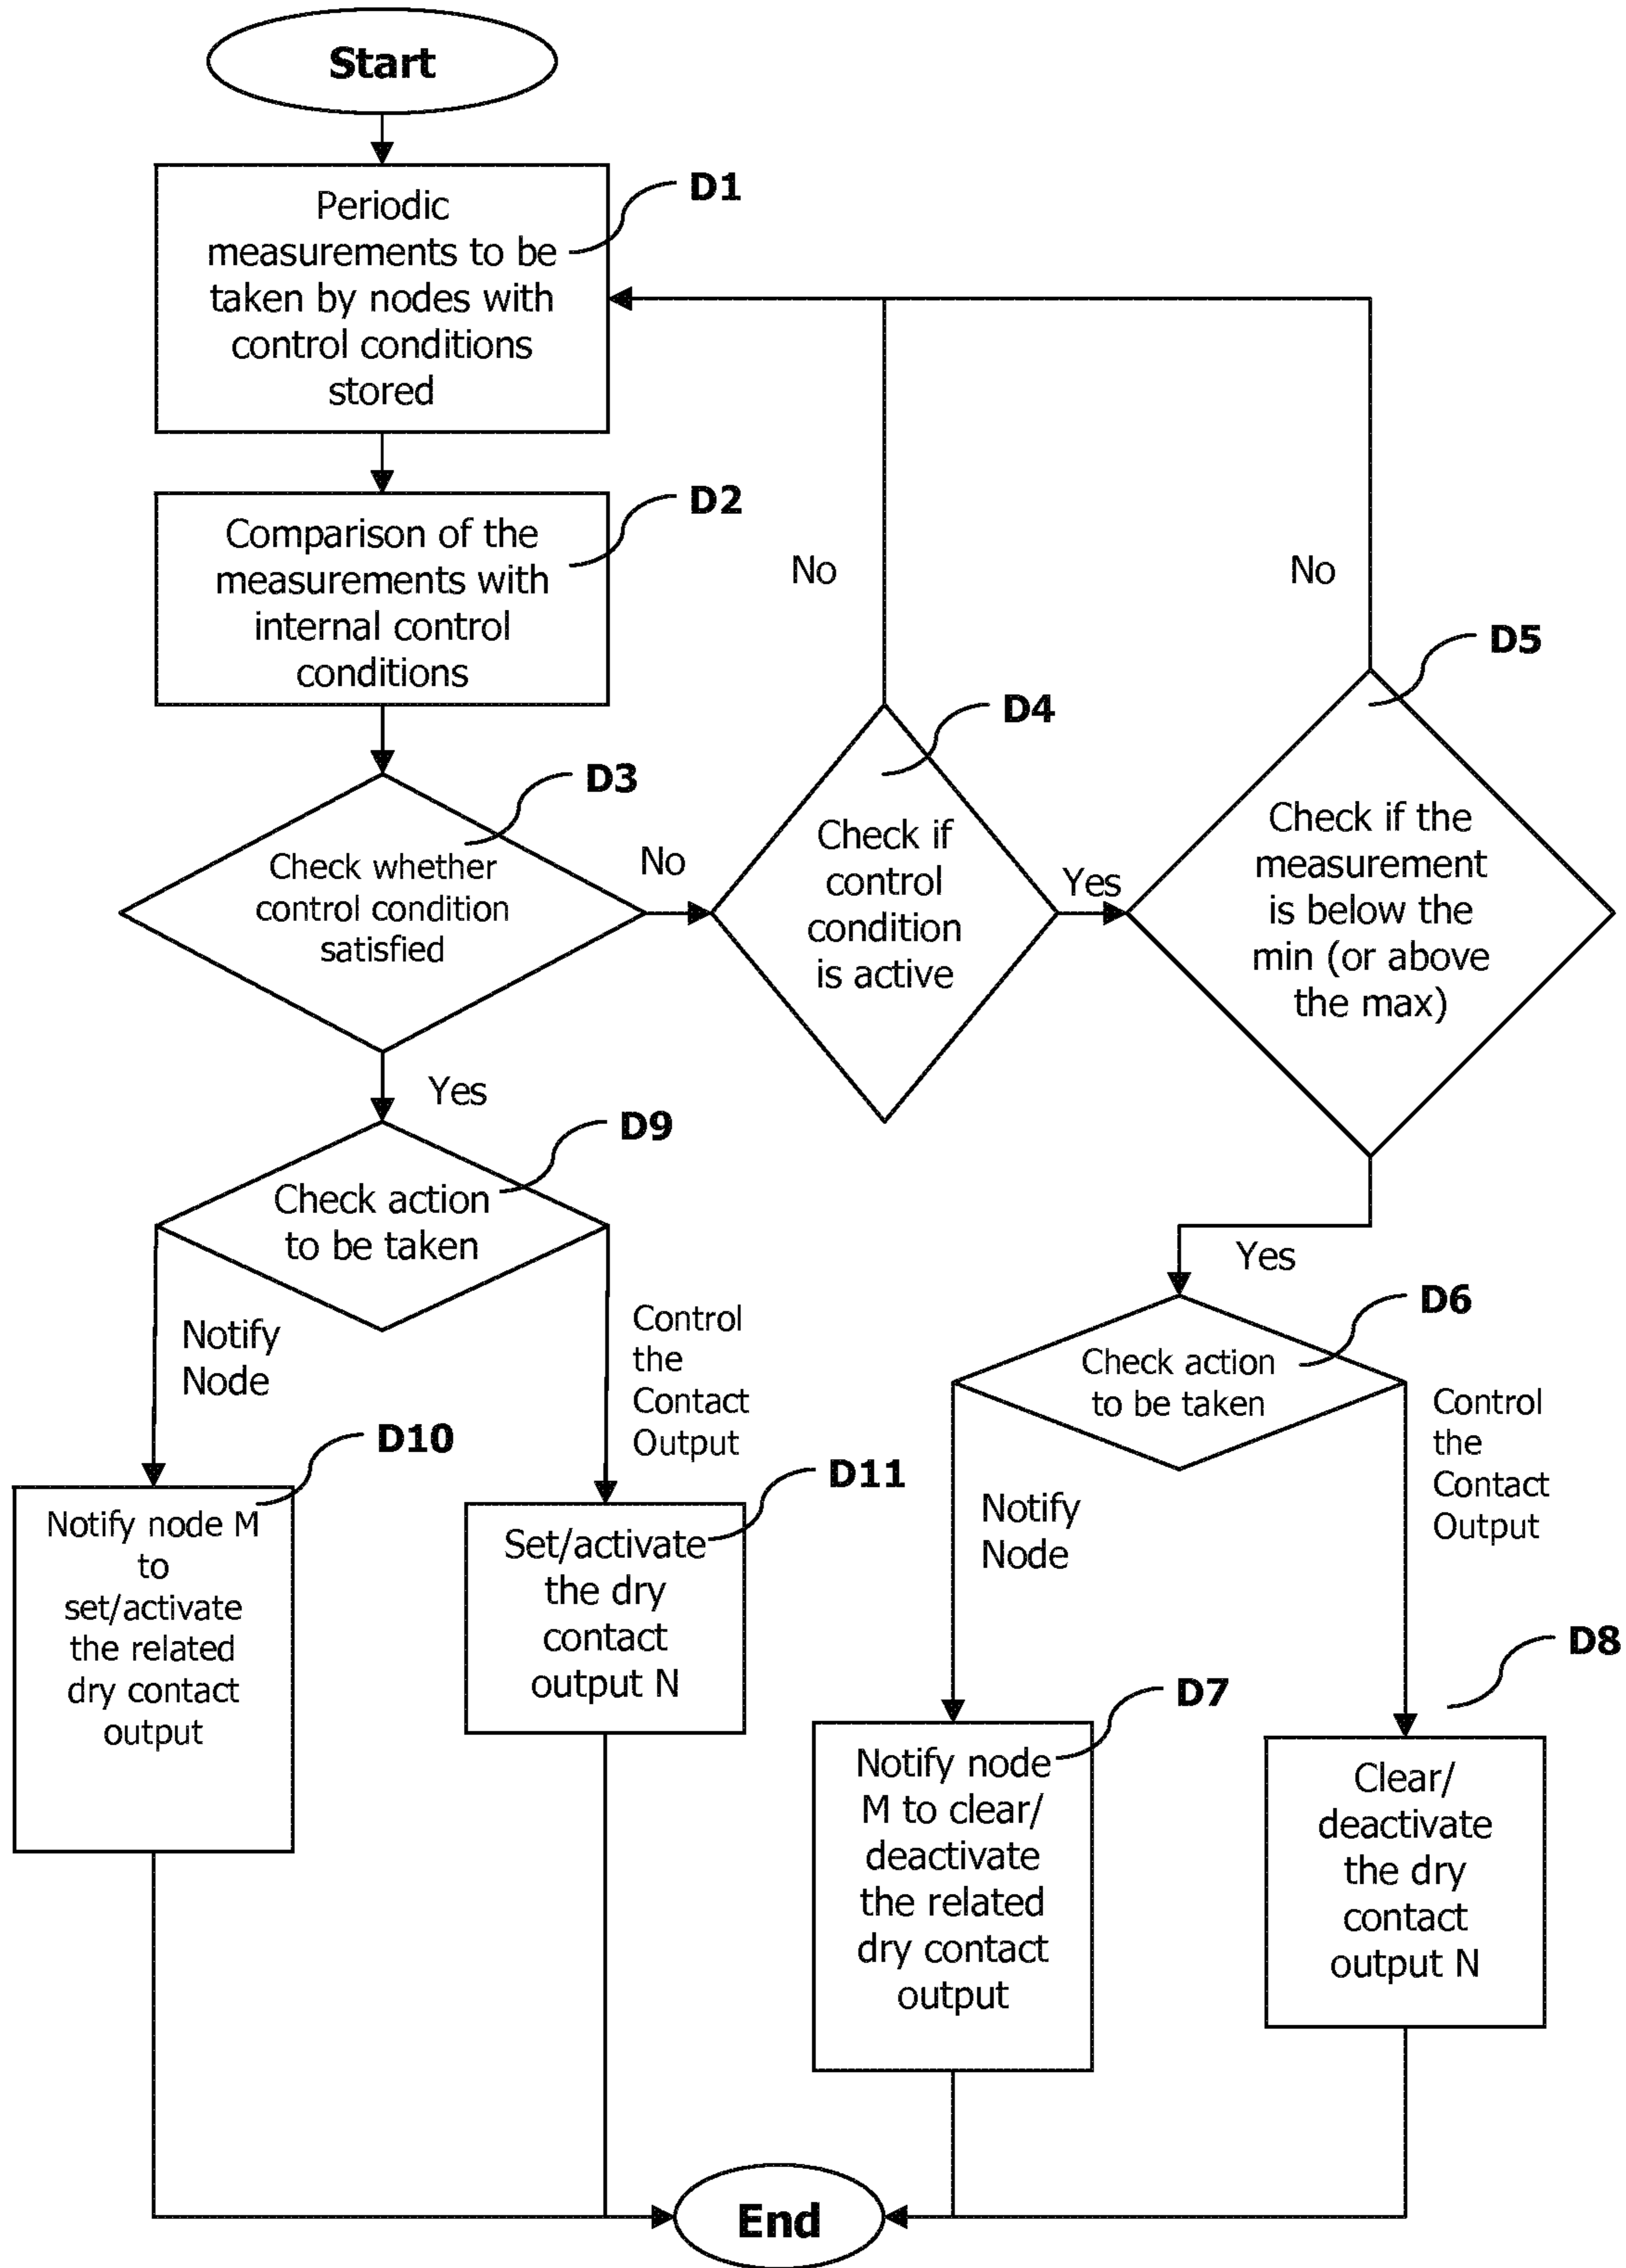 Start
D1
Periodic
measurements to be
taken by nodes with
control conditions
stored
D2
Comparison of the
measurements with
internal control
conditions
No
No
D5
D4
D3
Check whether
control condition
satisfied
No
Check if
control
condition
is active
Yes
Check if the
measurement
is below the
min (or above
the max)
Yes
D9
Check action
to be taken
Notify
Node
Control
the
Contact
Output
Yes
D6
Check action
to be taken
Notify
Node
Control
the
Contact
Output
D10
Notify node M
to
set/activate
the related
dry contact
output
D11
Set/activate
the dry
contact
output N
D7
Notify node
M to clear/
deactivate
the related
dry contact
output
D8
Clear/
deactivate
the dry
contact
output N
End